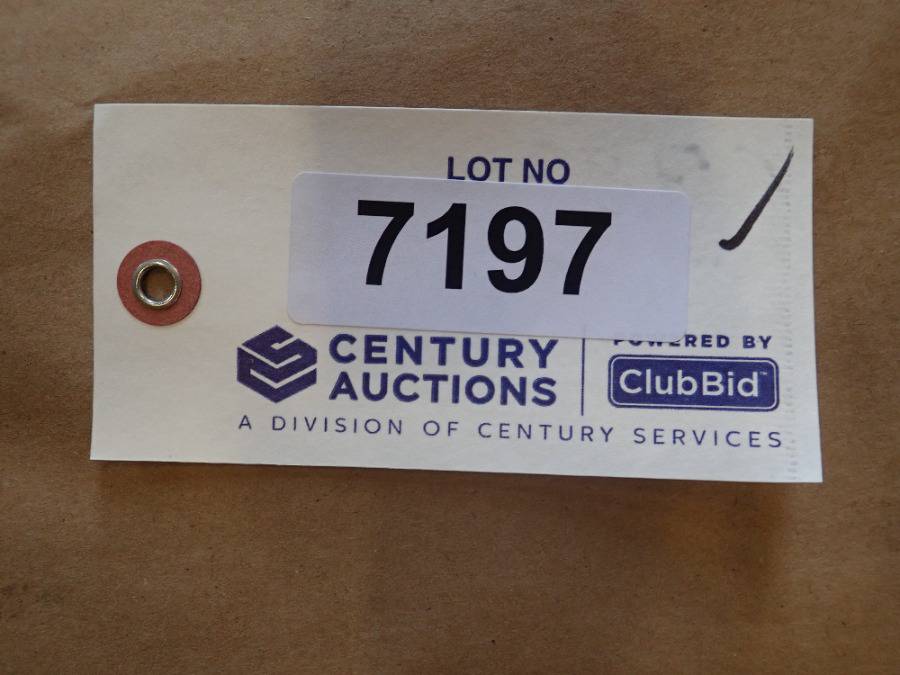 LOT NO
7197
CENTURY
AUCTIONS
POWERED BY
ClubBid™
A DIVISION OF CENTURY SERVICES